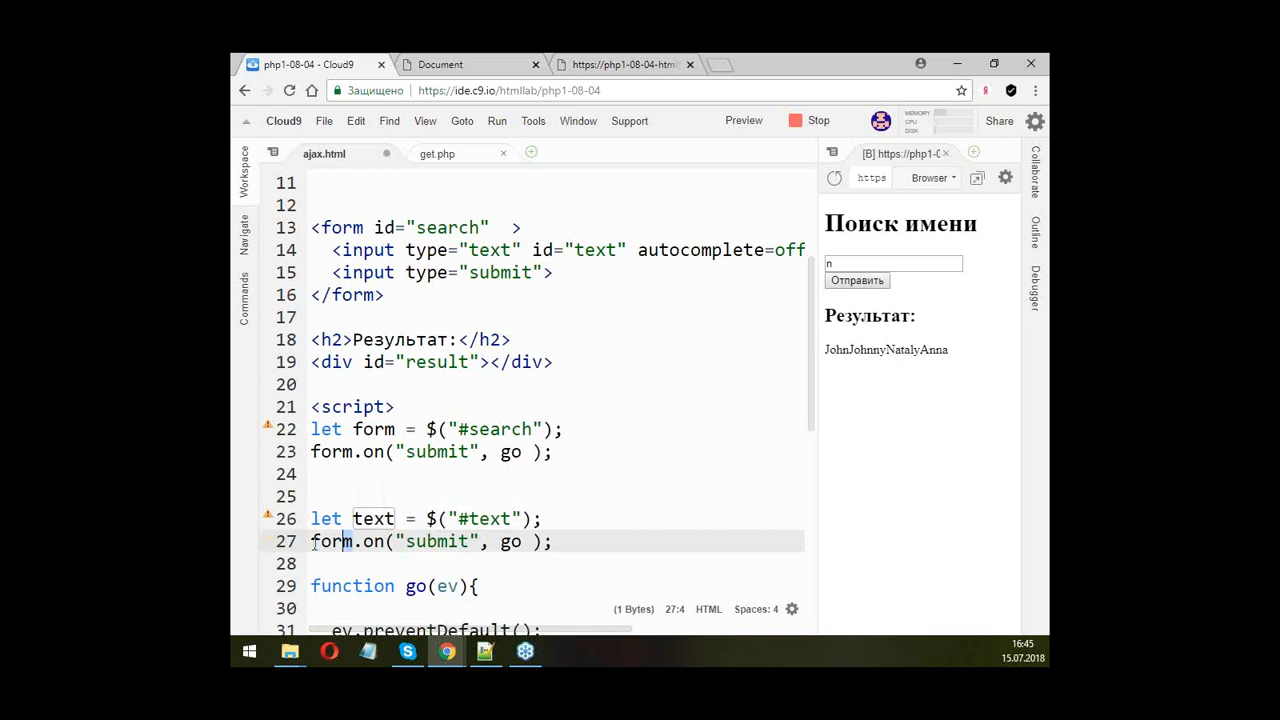 php1-08-04 - Cloud9
Document
https://php1-08-04-html
Защищено
https://ide.c9.io/htmllab/php1-08-04
Cloud9 File Edit Find View Goto Run Tools Window Support Preview Stop MEMORY CPU DISK Share
Workspace
Navigate
Commands
ajax.html
get.php
11
12
13 <form id="search"  >
14 <input type="text" id="text" autocomplete=off
15 <input type="submit">
16 </form>
17
18 <h2>Результат:</h2>
19 <div id="result"></div>
20
21 <script>
22 let form = $("#search");
23 form.on("submit", go );
24
25
26 let text = $("#text");
27 form.on("submit", go );
28
29 function go(ev){
30
31 ev.preventDefault();
(1 Bytes) 27:4 HTML Spaces: 4
[B] https://php1-0
https Browser
Поиск имени
n
Отправить
Результат:
JohnJohnnyNatalyAnna
Collaborate
Outline
Debugger
16:45
15.07.2018